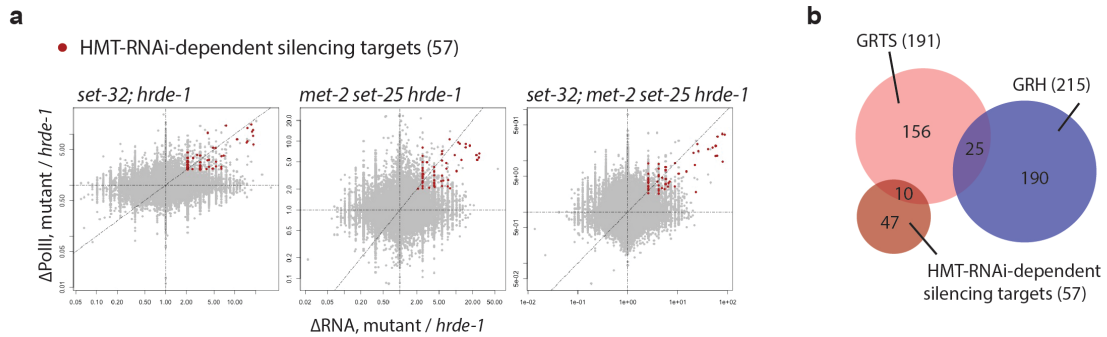 a
HMT-RNAi-dependent silencing targets (57)
set-32; hrde-1
met-2 set-25 hrde-1
set-32; met-2 set-25 hrde-1
ΔPolII, mutant / hrde-1
5.00
0.50
0.05
0.01
0.05 0.10 0.20 0.50 1.00 2.00 5.00 10.00
20.0
10.0
5.0
2.0
1.0
0.5
0.2
0.1
0.02 0.05 0.20 0.50 2.00 5.00 20.00 50.00
5e+01
5e+00
5e-01
5e-02
1e-02 1e-01 1e+00 1e+01 1e+02
ΔRNA, mutant / hrde-1
b
GRTS (191)
GRH (215)
156
25
190
10
47
HMT-RNAi-dependent
silencing targets (57)